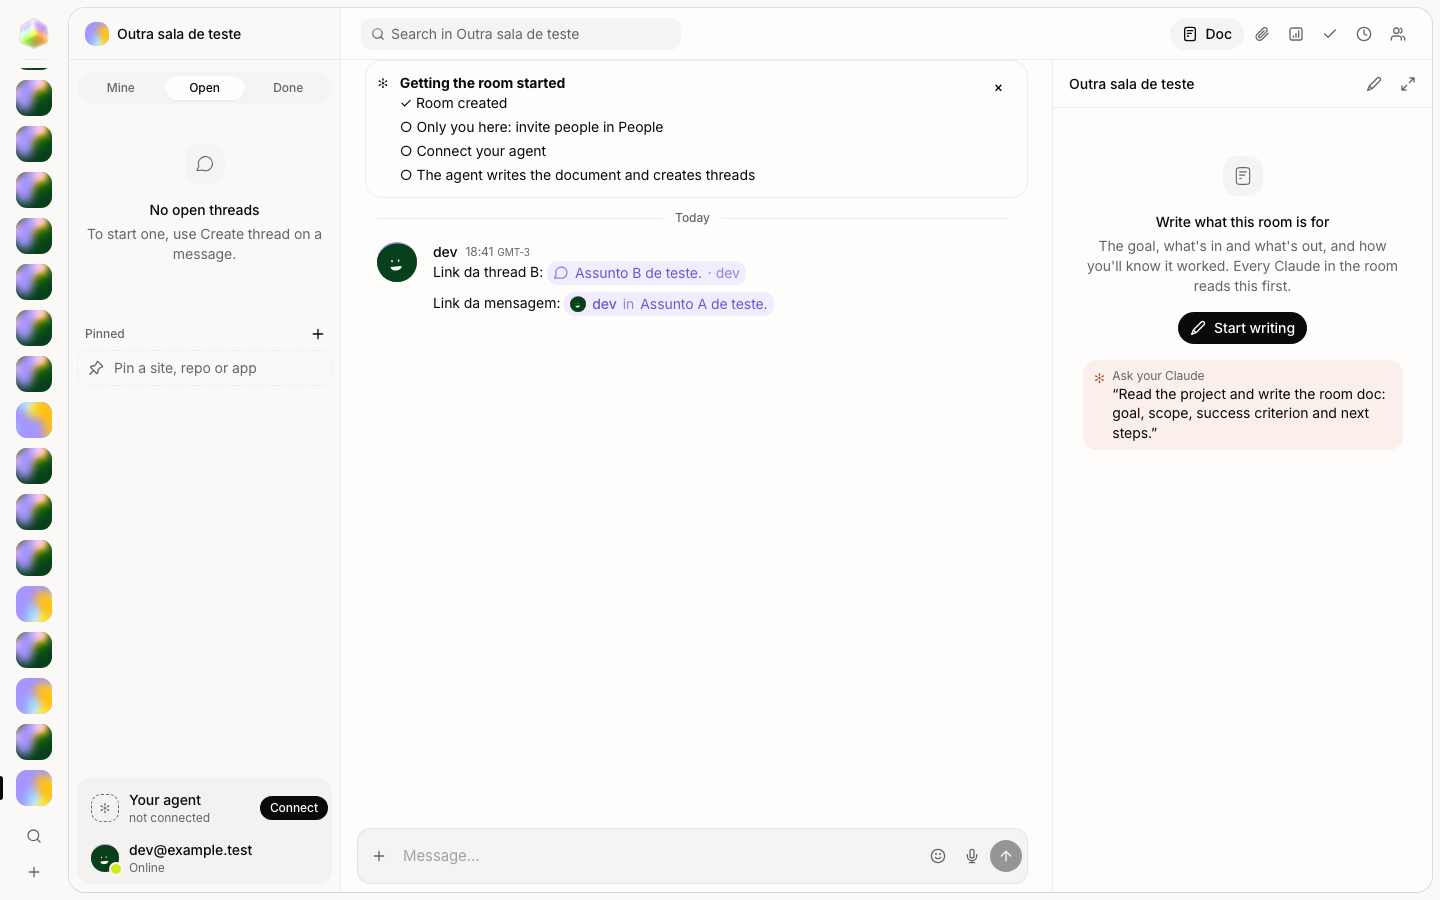 Outra sala de teste
Search in Outra sala de teste
Doc
Mine
Open
Done
No open threads
To start one, use Create thread on a
message.
Pinned
Pin a site, repo or app
Your agent
not connected
Connect
dev@example.test
Online
Getting the room started
✓ Room created
○ Only you here: invite people in People
○ Connect your agent
○ The agent writes the document and creates threads
Today
dev 18:41 GMT-3
Link da thread B: Assunto B de teste. · dev
Link da mensagem: dev in Assunto A de teste.
Message...
Outra sala de teste
Write what this room is for
The goal, what's in and what's out, and how
you'll know it worked. Every Claude in the room
reads this first.
Start writing
Ask your Claude
“Read the project and write the room doc:
goal, scope, success criterion and next
steps.”